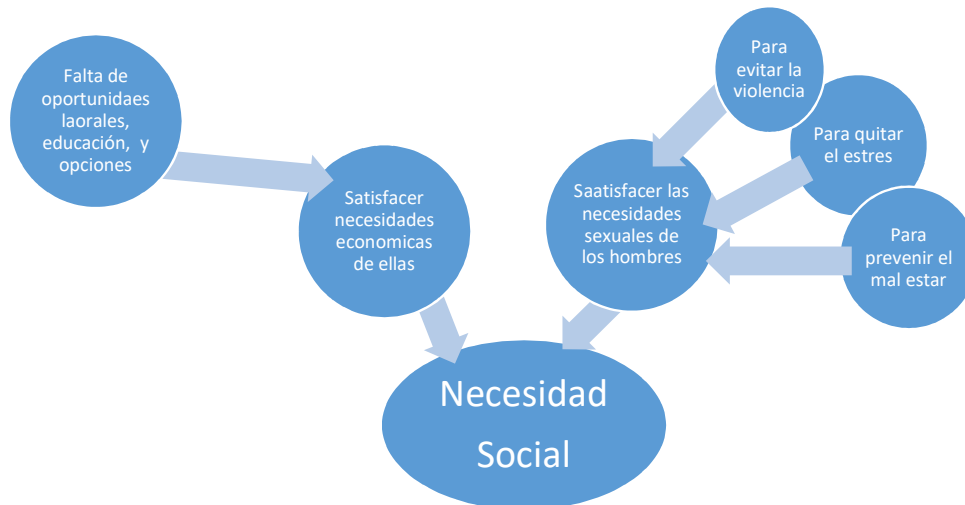 Falta de
oportunidaes
laorales,
educación, y
opciones
Satisfacer
necesidades
economicas
de ellas
Para
evitar la
violencia
Para quitar
el estres
Para
prevenir el
mal estar
Saatisfacer las
necesidades
sexuales de
los hombres
Necesidad
Social